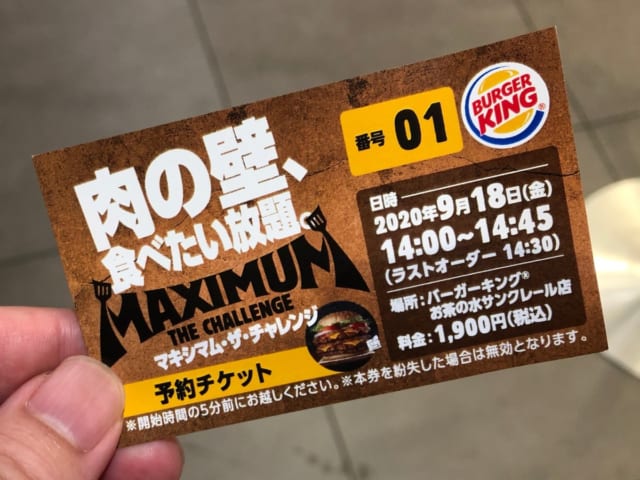 肉の壁、
食べたい放題。
MAXIMUM
THE CHALLENGE
マキシマム・ザ・チャレンジ
予約チケット
番号 01
BURGER
KING
®
日時
2020年9月18日(金)
14:00~14:45
(ラストオーダー 14:30)
場所:バーガーキング®
お茶の水サンクレール店
料金:1,900円(税込)
※開始時間の5分前にお越しください。※本券を紛失した場合は無効となります。